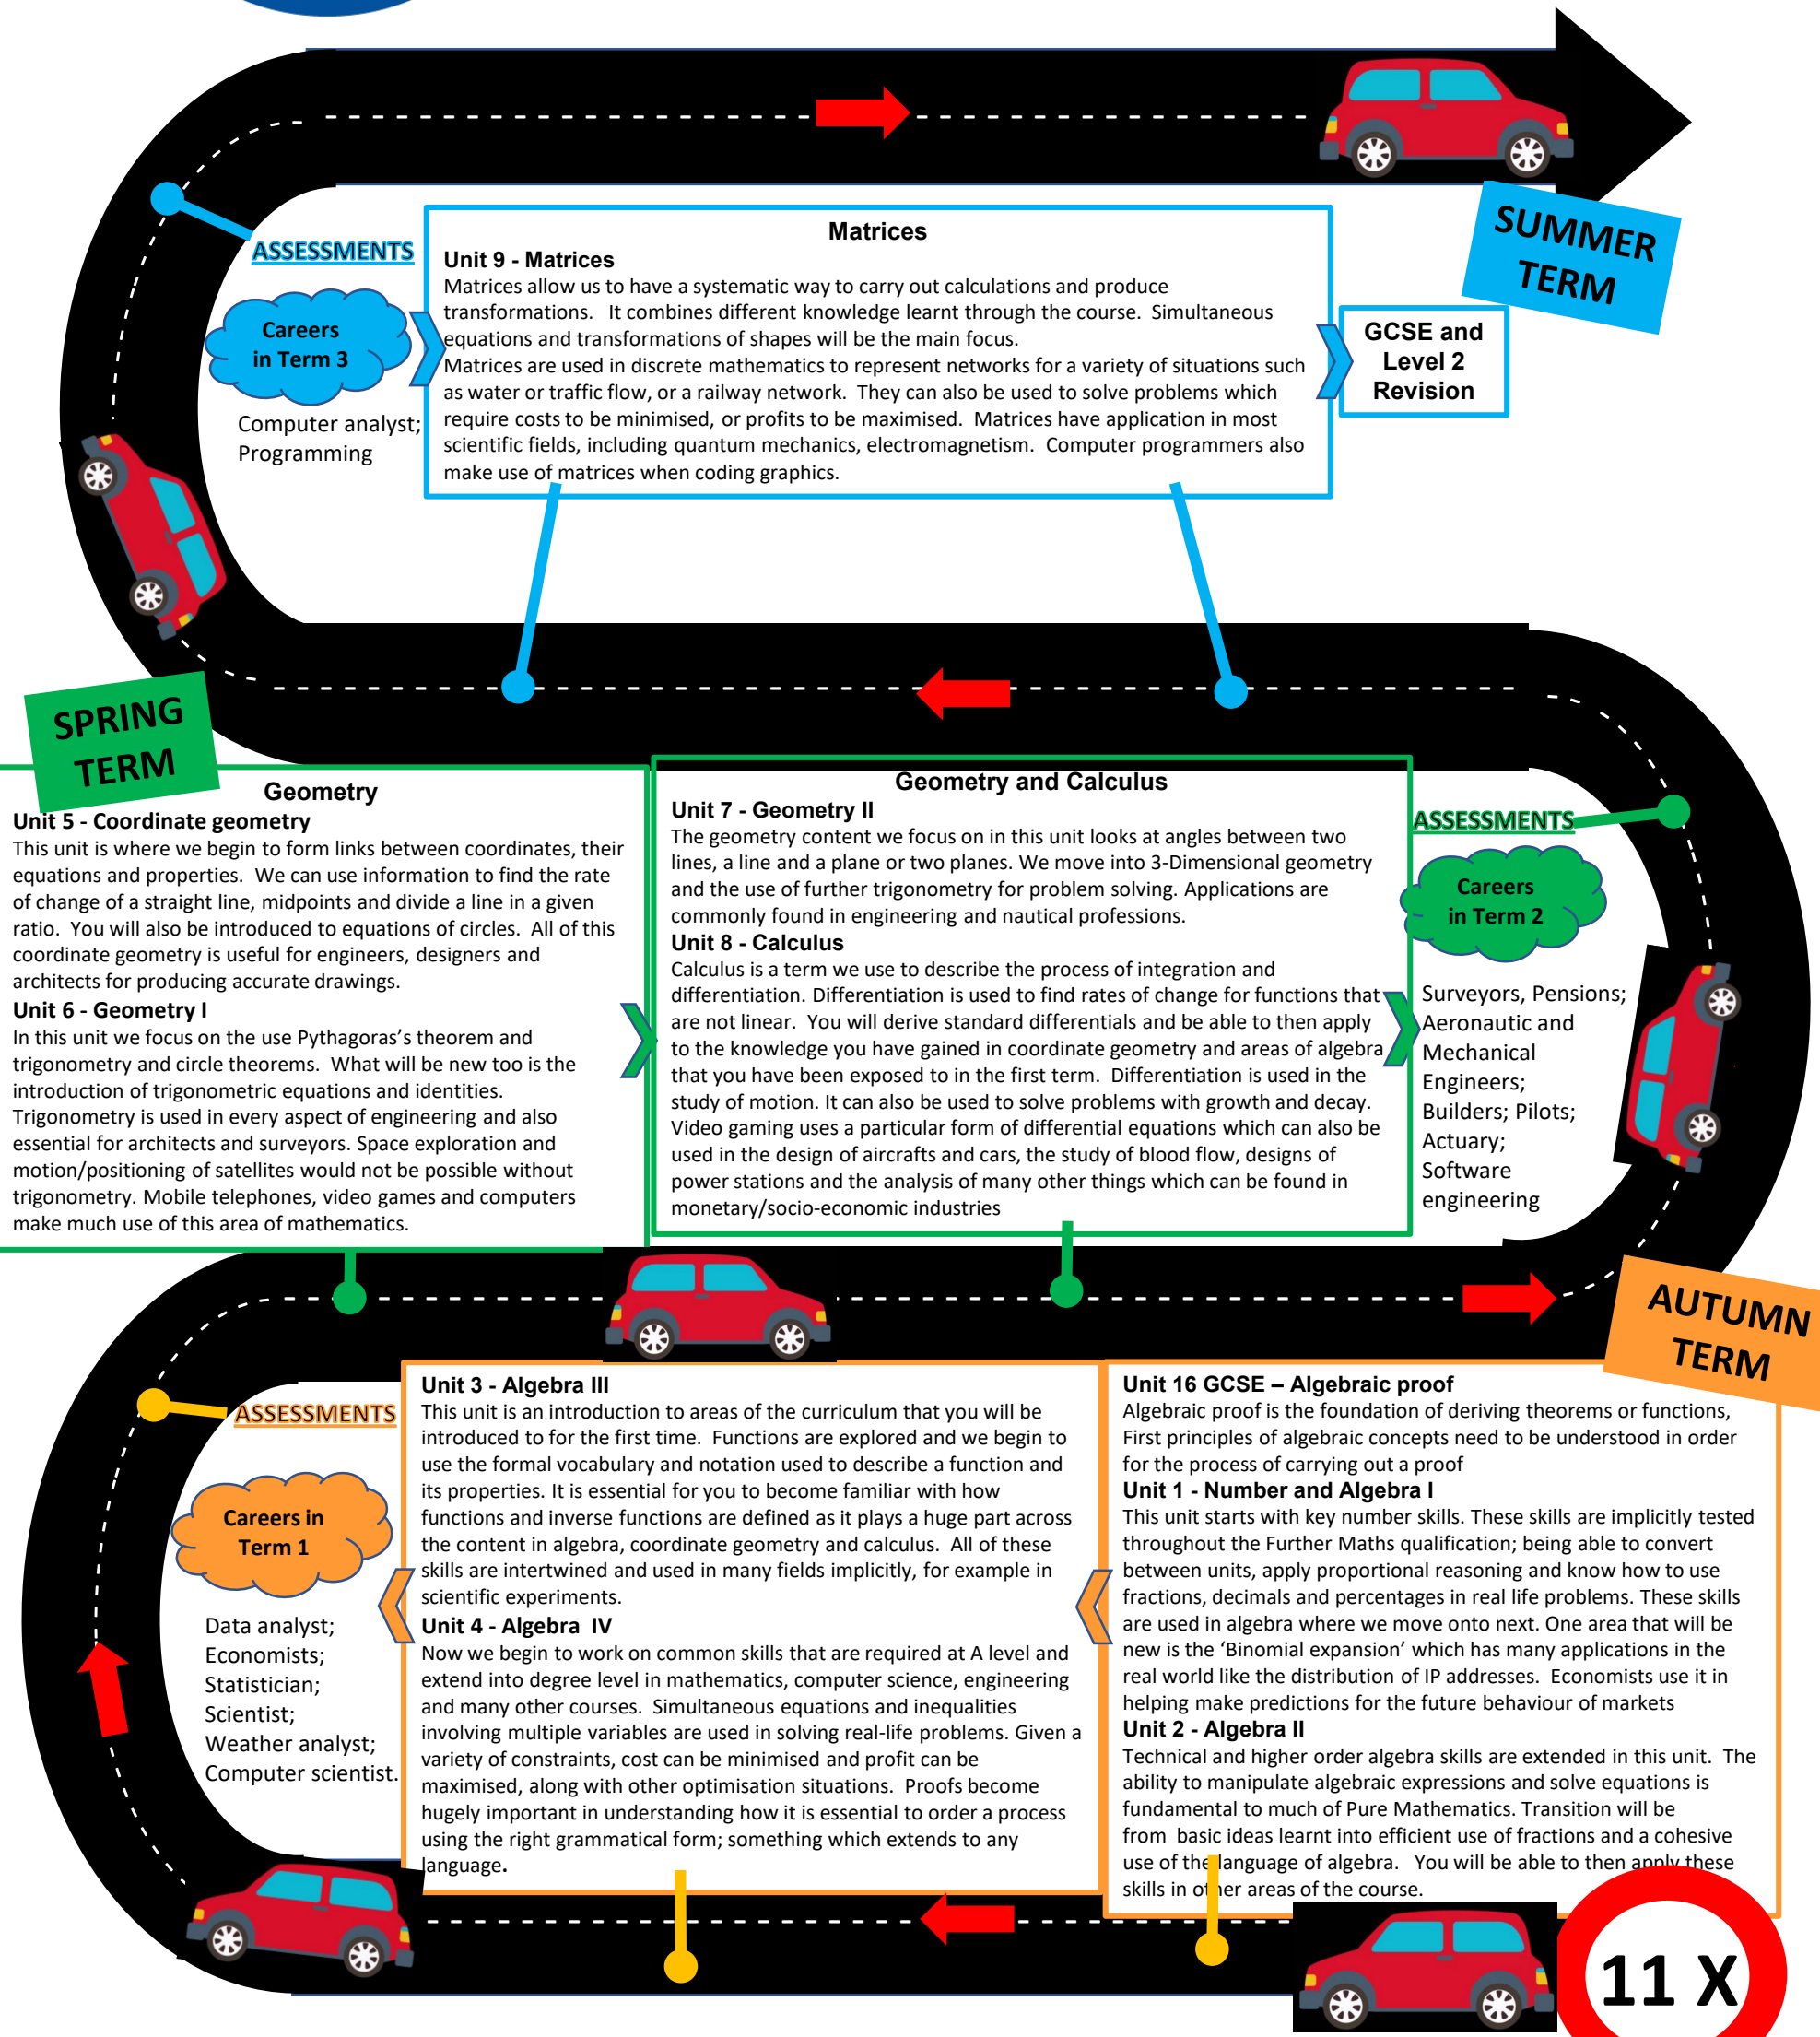 SUMMER
TERM
ASSESSMENTS
Careers
in Term 3
Computer analyst;
Programming
Matrices
Unit 9 - Matrices
Matrices allow us to have a systematic way to carry out calculations and produce
transformations. It combines different knowledge learnt through the course. Simultaneous
equations and transformations of shapes will be the main focus.
Matrices are used in discrete mathematics to represent networks for a variety of situations such
as water or traffic flow, or a railway network. They can also be used to solve problems which
require costs to be minimised, or profits to be maximised. Matrices have application in most
scientific fields, including quantum mechanics, electromagnetism. Computer programmers also
make use of matrices when coding graphics.
GCSE and
Level 2
Revision
SPRING
TERM
Geometry
Unit 5 - Coordinate geometry
This unit is where we begin to form links between coordinates, their
equations and properties. We can use information to find the rate
of change of a straight line, midpoints and divide a line in a given
ratio. You will also be introduced to equations of circles. All of this
coordinate geometry is useful for engineers, designers and
architects for producing accurate drawings.
Unit 6 - Geometry I
In this unit we focus on the use Pythagoras's theorem and
trigonometry and circle theorems. What will be new too is the
introduction of trigonometric equations and identities.
Trigonometry is used in every aspect of engineering and also
essential for architects and surveyors. Space exploration and
motion/positioning of satellites would not be possible without
trigonometry. Mobile telephones, video games and computers
make much use of this area of mathematics.
Geometry and Calculus
Unit 7 - Geometry II
The geometry content we focus on in this unit looks at angles between two
lines, a line and a plane or two planes. We move into 3-Dimensional geometry
and the use of further trigonometry for problem solving. Applications are
commonly found in engineering and nautical professions.
Unit 8 - Calculus
Calculus is a term we use to describe the process of integration and
differentiation. Differentiation is used to find rates of change for functions that
are not linear. You will derive standard differentials and be able to then apply
to the knowledge you have gained in coordinate geometry and areas of algebra
that you have been exposed to in the first term. Differentiation is used in the
study of motion. It can also be used to solve problems with growth and decay.
Video gaming uses a particular form of differential equations which can also be
used in the design of aircrafts and cars, the study of blood flow, designs of
power stations and the analysis of many other things which can be found in
monetary/socio-economic industries
ASSESSMENTS
Careers
in Term 2
Surveyors, Pensions;
Aeronautic and
Mechanical
Engineers;
Builders; Pilots;
Actuary;
Software
engineering
AUTUMN
TERM
ASSESSMENTS
Careers in
Term 1
Data analyst;
Economists;
Statistician;
Scientist;
Weather analyst;
Computer scientist.
Unit 3 - Algebra III
This unit is an introduction to areas of the curriculum that you will be
introduced to for the first time. Functions are explored and we begin to
use the formal vocabulary and notation used to describe a function and
its properties. It is essential for you to become familiar with how
functions and inverse functions are defined as it plays a huge part across
the content in algebra, coordinate geometry and calculus. All of these
skills are intertwined and used in many fields implicitly, for example in
scientific experiments.
Unit 4 - Algebra IV
Now we begin to work on common skills that are required at A level and
extend into degree level in mathematics, computer science, engineering
and many other courses. Simultaneous equations and inequalities
involving multiple variables are used in solving real-life problems. Given a
variety of constraints, cost can be minimised and profit can be
maximised, along with other optimisation situations. Proofs become
hugely important in understanding how it is essential to order a process
using the right grammatical form; something which extends to any
language.
Unit 16 GCSE – Algebraic proof
Algebraic proof is the foundation of deriving theorems or functions,
First principles of algebraic concepts need to be understood in order
for the process of carrying out a proof
Unit 1 - Number and Algebra I
This unit starts with key number skills. These skills are implicitly tested
throughout the Further Maths qualification; being able to convert
between units, apply proportional reasoning and know how to use
fractions, decimals and percentages in real life problems. These skills
are used in algebra where we move onto next. One area that will be
new is the ‘Binomial expansion’ which has many applications in the
real world like the distribution of IP addresses. Economists use it in
helping make predictions for the future behaviour of markets
Unit 2 - Algebra II
Technical and higher order algebra skills are extended in this unit. The
ability to manipulate algebraic expressions and solve equations is
fundamental to much of Pure Mathematics. Transition will be
from basic ideas learnt into efficient use of fractions and a cohesive
use of the language of algebra. You will be able to then apply these
skills in other areas of the course.
11 X